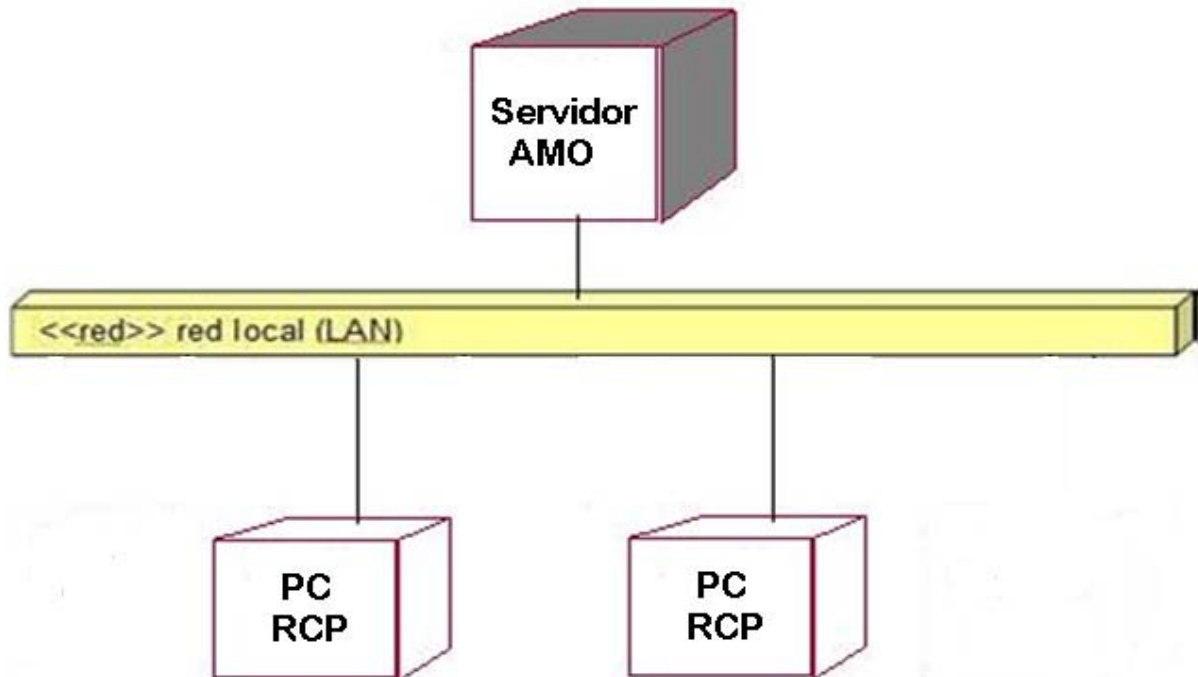 Servidor
AMO
<<red>> red local (LAN)
PC
RCP
PC
RCP